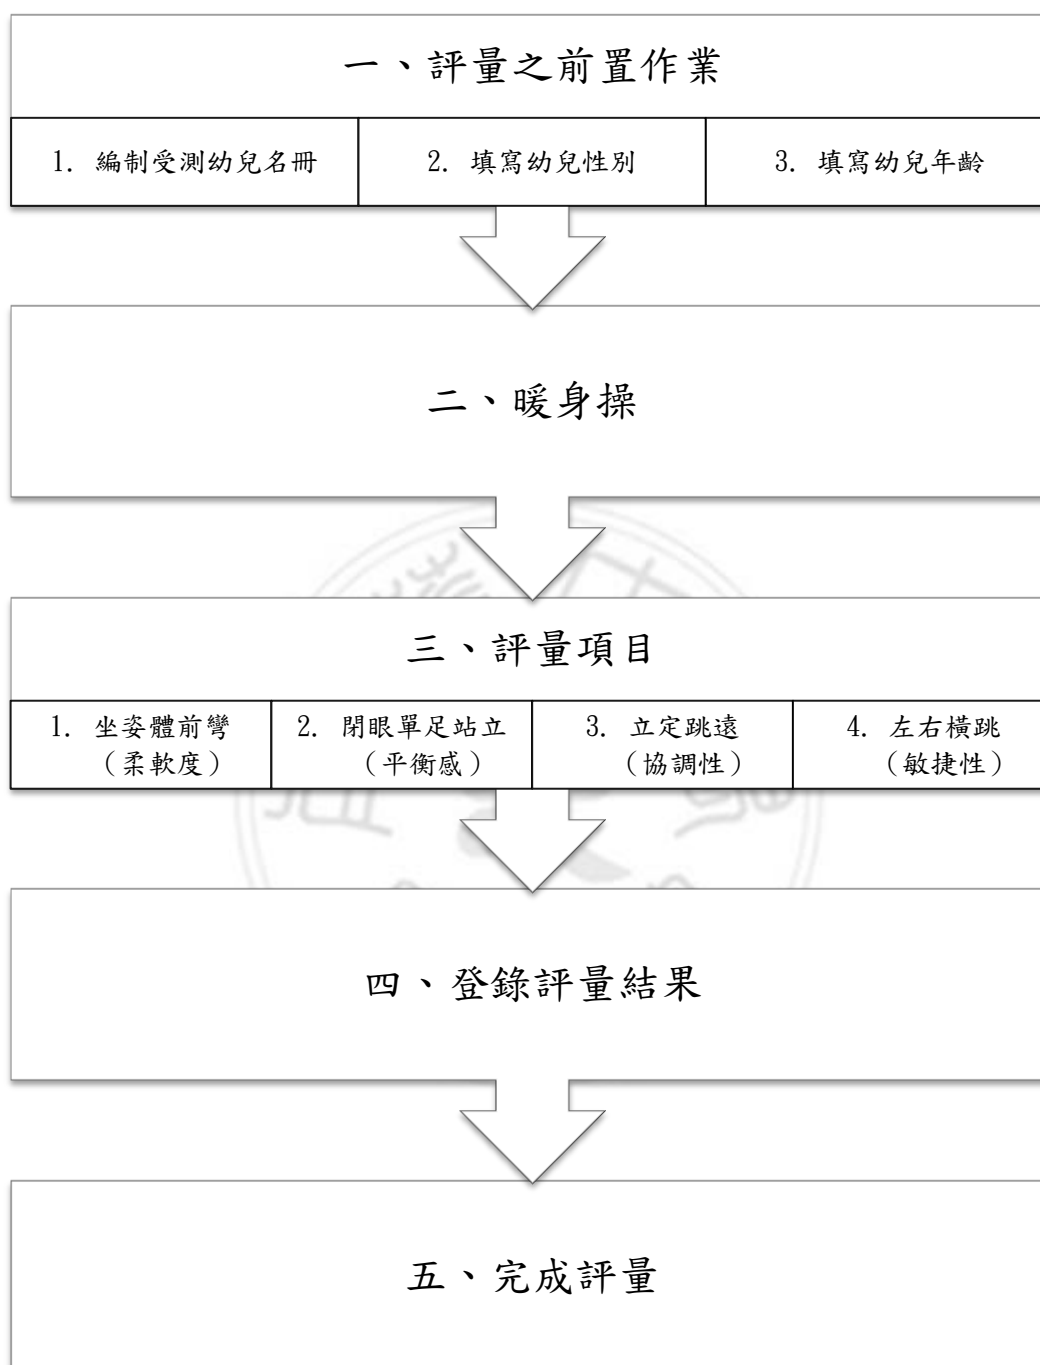 一、評量之前置作業
1. 編制受測幼兒名冊
2. 填寫幼兒性別
3. 填寫幼兒年齡
二、暖身操
三、評量項目
1. 坐姿體前彎
(柔軟度)
2. 閉眼單足站立
(平衡感)
3. 立定跳遠
(協調性)
4. 左右橫跳
(敏捷性)
四、登錄評量結果
五、完成評量